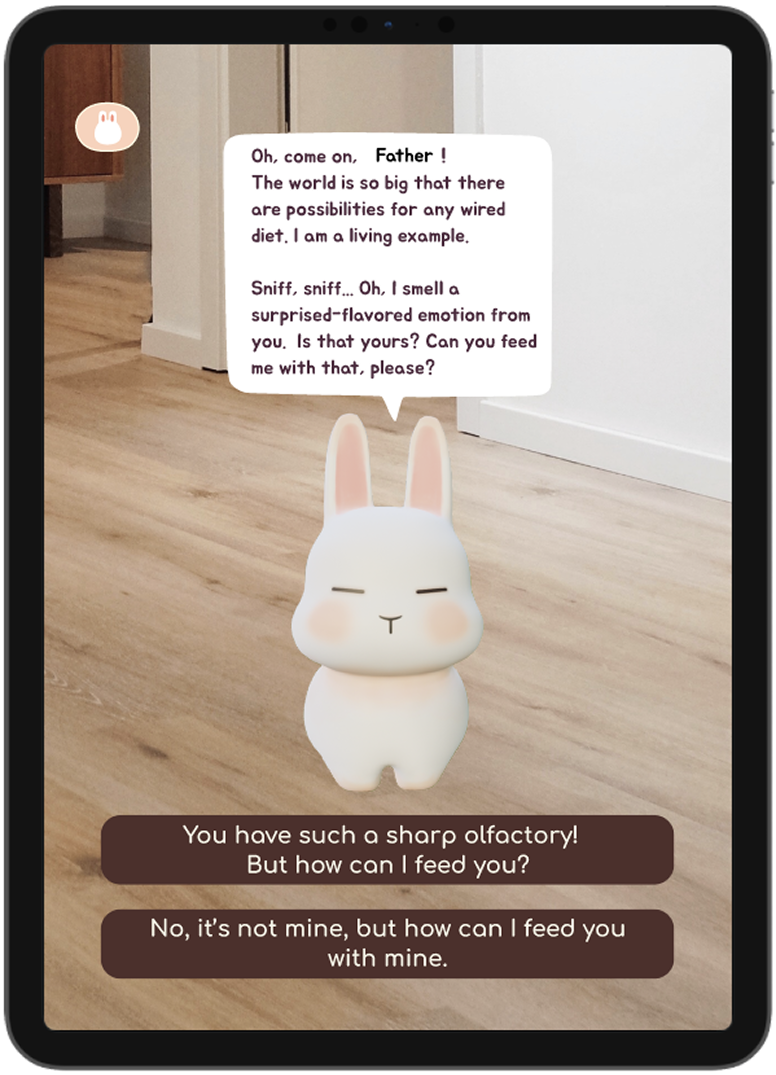 Oh, come on, Father !
The world is so big that there
are possibilities for any wired
diet. I am a living example.
Sniff, sniff... Oh, I smell a
surprised-flavored emotion from
you. Is that yours? Can you feed
me with that, please?
You have such a sharp olfactory!
But how can I feed you?
No, it's not mine, but how can I feed you
with mine.